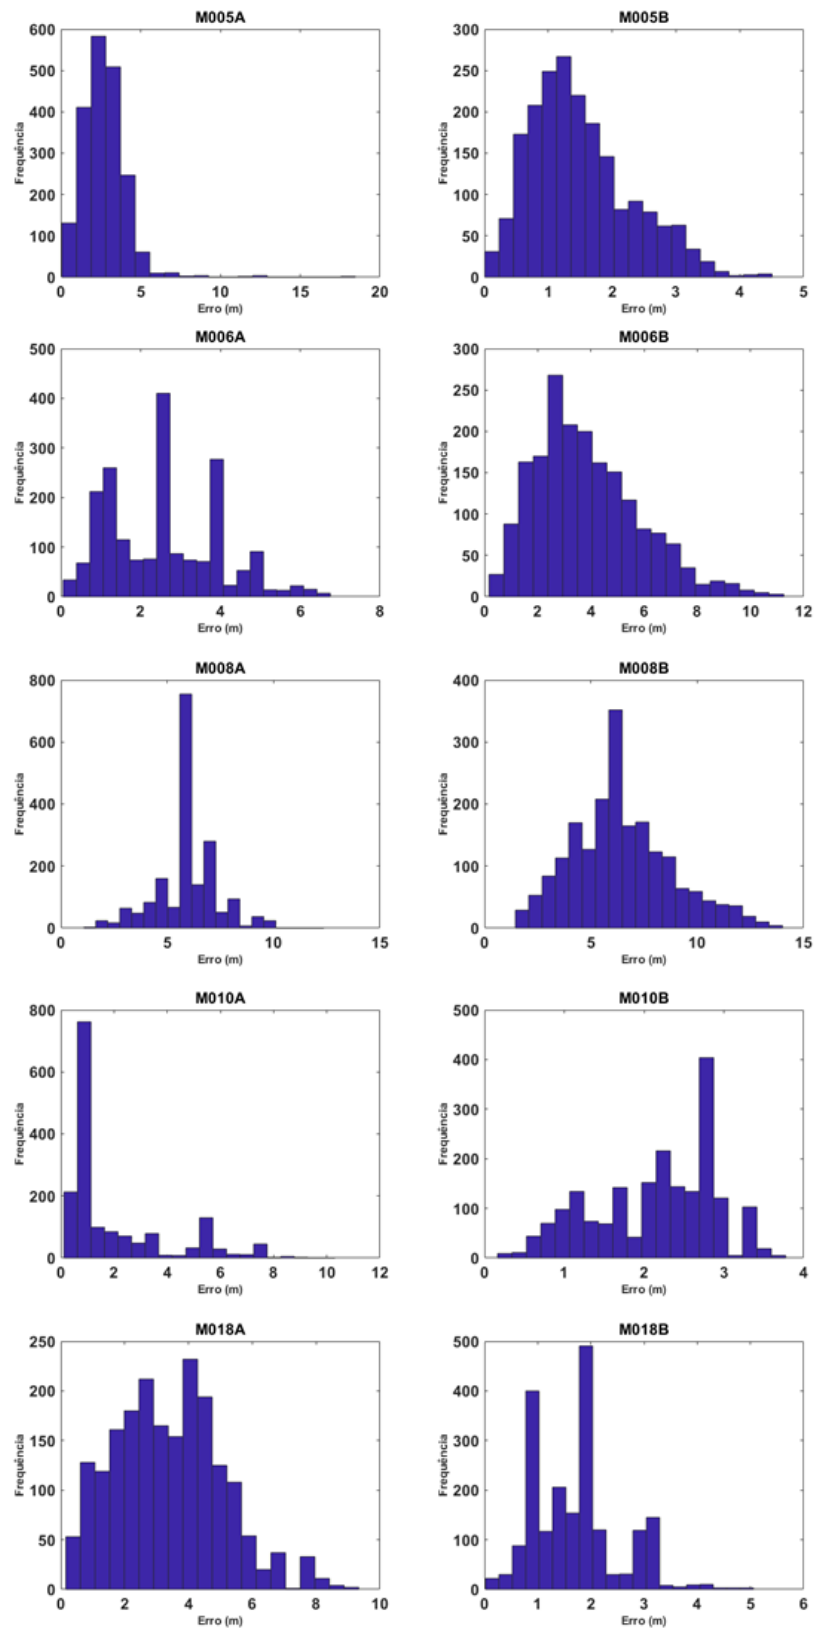 M005A
600
500
400
300
200
100
0
Frequência
0 5 10 15 20
Erro (m)
M005B
300
250
200
150
100
50
0
Frequência
0 1 2 3 4 5
Erro (m)
M006A
500
400
300
200
100
0
Frequência
0 2 4 6 8
Erro (m)
M006B
300
250
200
150
100
50
0
Frequência
0 2 4 6 8 10 12
Erro (m)
M008A
800
600
400
200
0
Frequência
0 5 10 15
Erro (m)
M008B
400
300
200
100
0
Frequência
0 5 10 15
Erro (m)
M010A
800
600
400
200
0
Frequência
0 2 4 6 8 10 12
Erro (m)
M010B
500
400
300
200
100
0
Frequência
0 1 2 3 4
Erro (m)
M018A
250
200
150
100
50
0
Frequência
0 2 4 6 8 10
Erro (m)
M018B
500
400
300
200
100
0
Frequência
0 1 2 3 4 5 6
Erro (m)